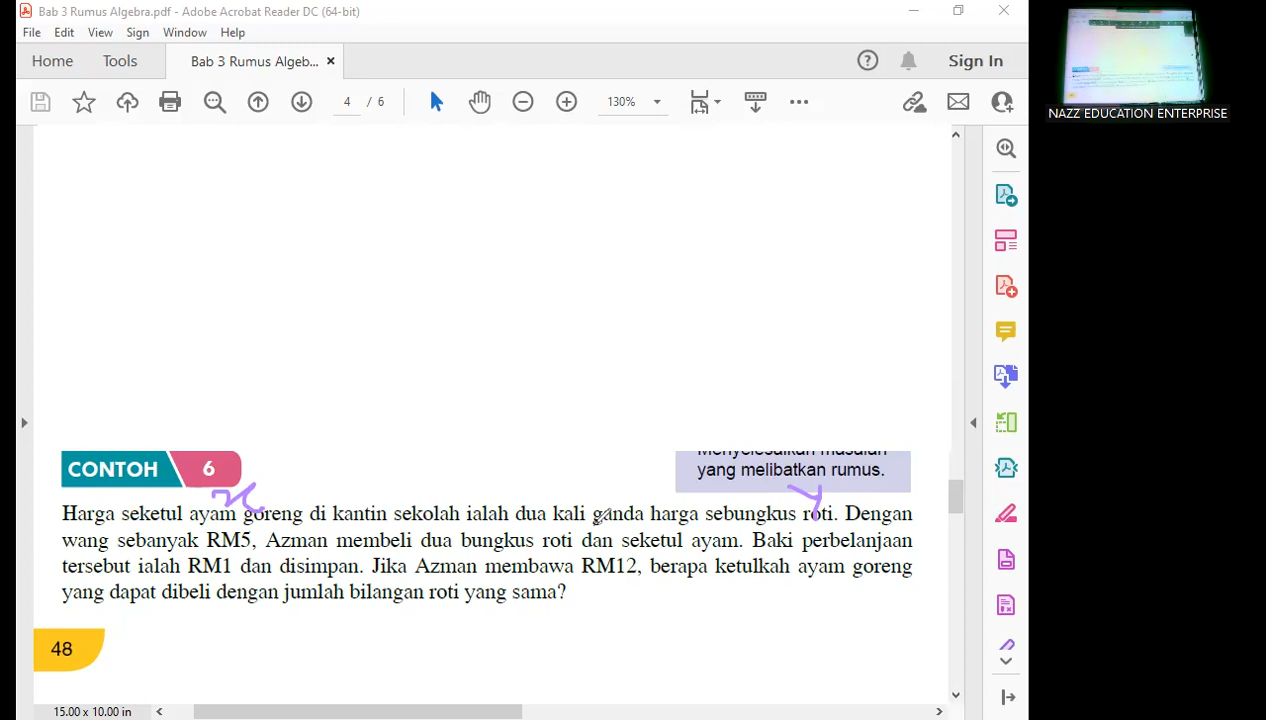 Bab 3 Rumus Algebra.pdf - Adobe Acrobat Reader DC (64-bit)
File Edit View Sign Window Help
Home Tools Bab 3 Rumus Algeb... × Sign In
4 / 6 130%
NAZZ EDUCATION ENTERPRISE
CONTOH 6
Menyelesaikan masalah
yang melibatkan rumus.
x y
Harga seketul ayam goreng di kantin sekolah ialah dua kali ganda harga sebungkus roti. Dengan
wang sebanyak RM5, Azman membeli dua bungkus roti dan seketul ayam. Baki perbelanjaan
tersebut ialah RM1 dan disimpan. Jika Azman membawa RM12, berapa ketulkah ayam goreng
yang dapat dibeli dengan jumlah bilangan roti yang sama?
48
15.00 x 10.00 in